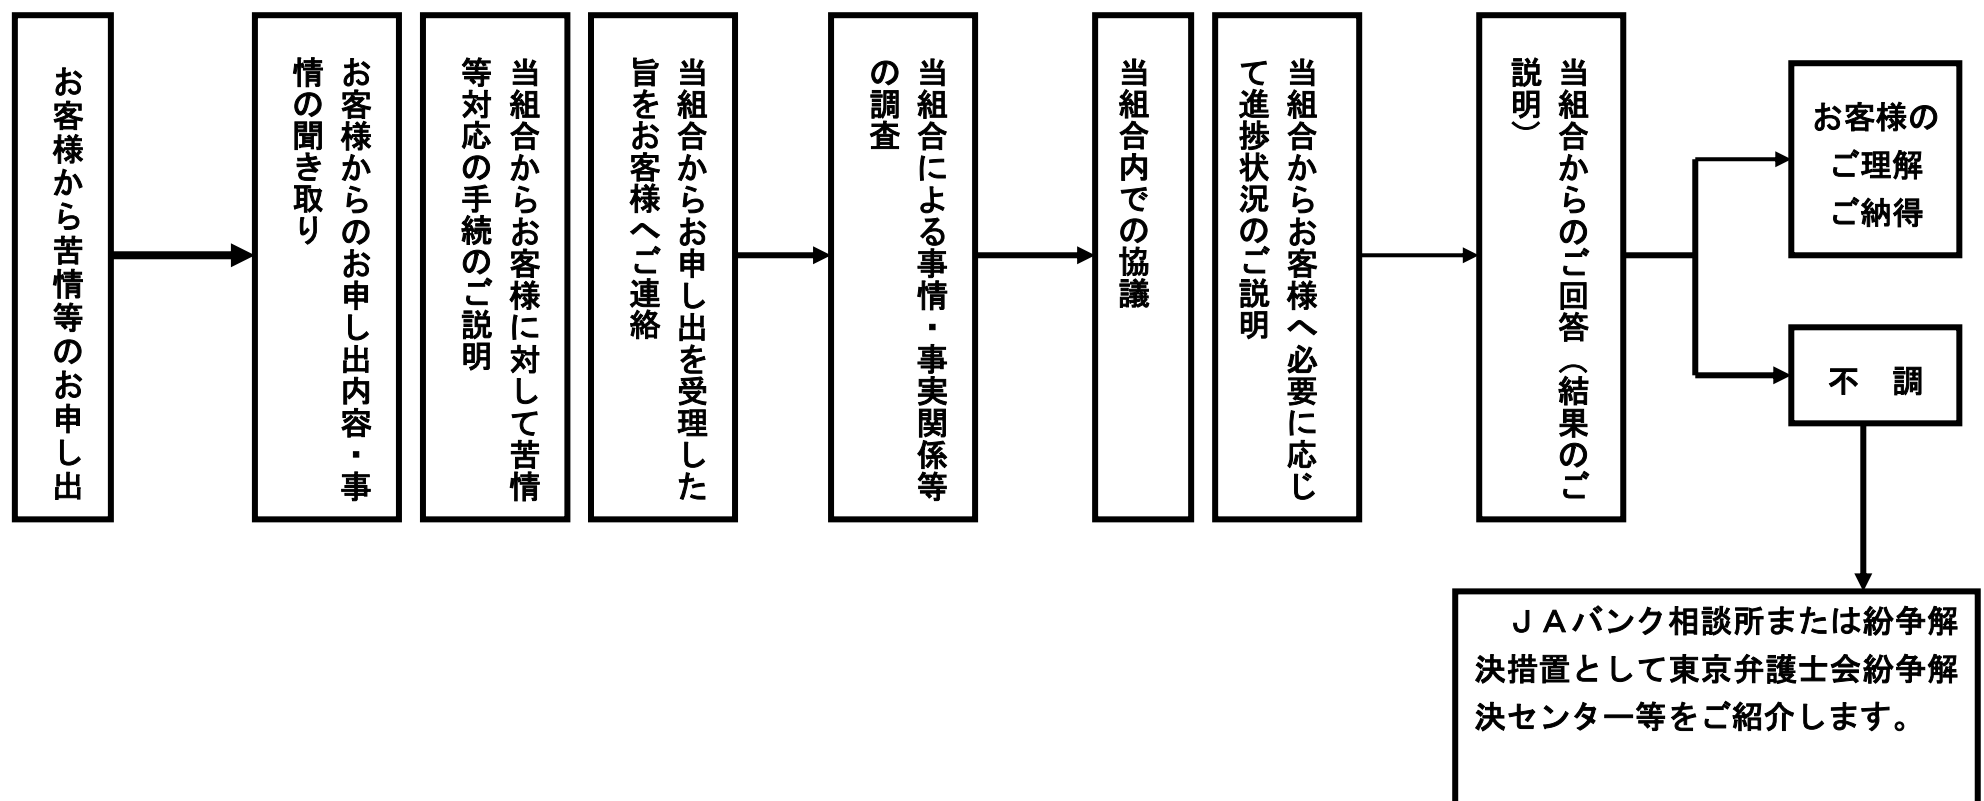 お客様から苦情等のお申し出
お客様からのお申し出内容・事
情の聞き取り
当組合からお客様に対して苦情
等対応の手続のご説明
当組合からお申し出を受理した
旨をお客様へご連絡
当組合による事情・事実関係等
の調査
当組合内での協議
当組合からお客様へ必要に応じ
て進捗状況のご説明
当組合からのご回答（結果のご
説明）
お客様の
ご理解
ご納得
不　調
ＪＡバンク相談所または紛争解
決措置として東京弁護士会紛争解
決センター等をご紹介します。